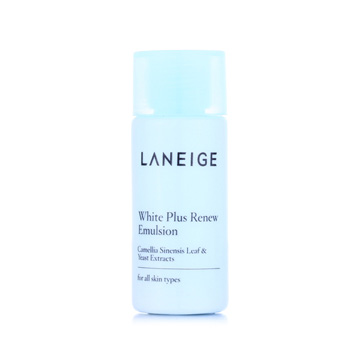 LANEIGE
White Plus Renew
Emulsion
Camellia Sinensis Leaf &
Yeast Extracts
for all skin types